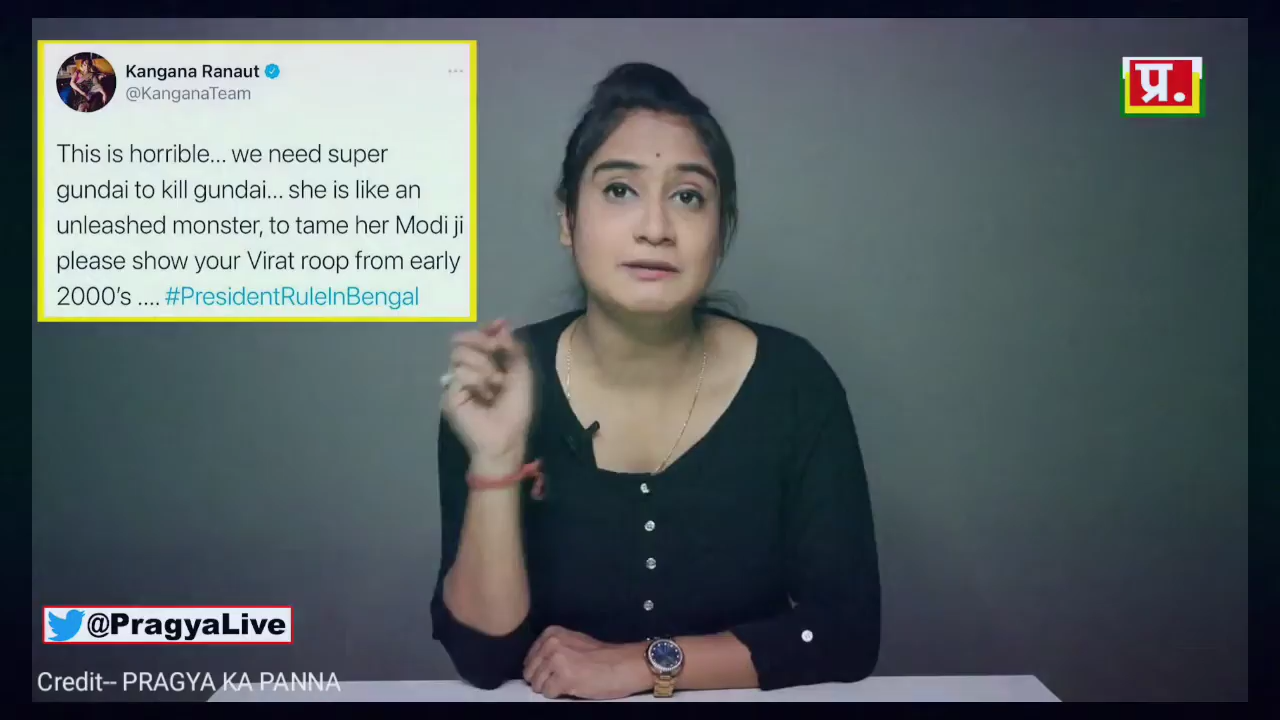 Kangana Ranaut
@KanganaTeam
This is horrible... we need super
gundai to kill gundai... she is like an
unleashed monster, to tame her Modi ji
please show your Virat roop from early
2000's .... #PresidentRuleInBengal
प्र.
@PragyaLive
Credit-- PRAGYA KA PANNA